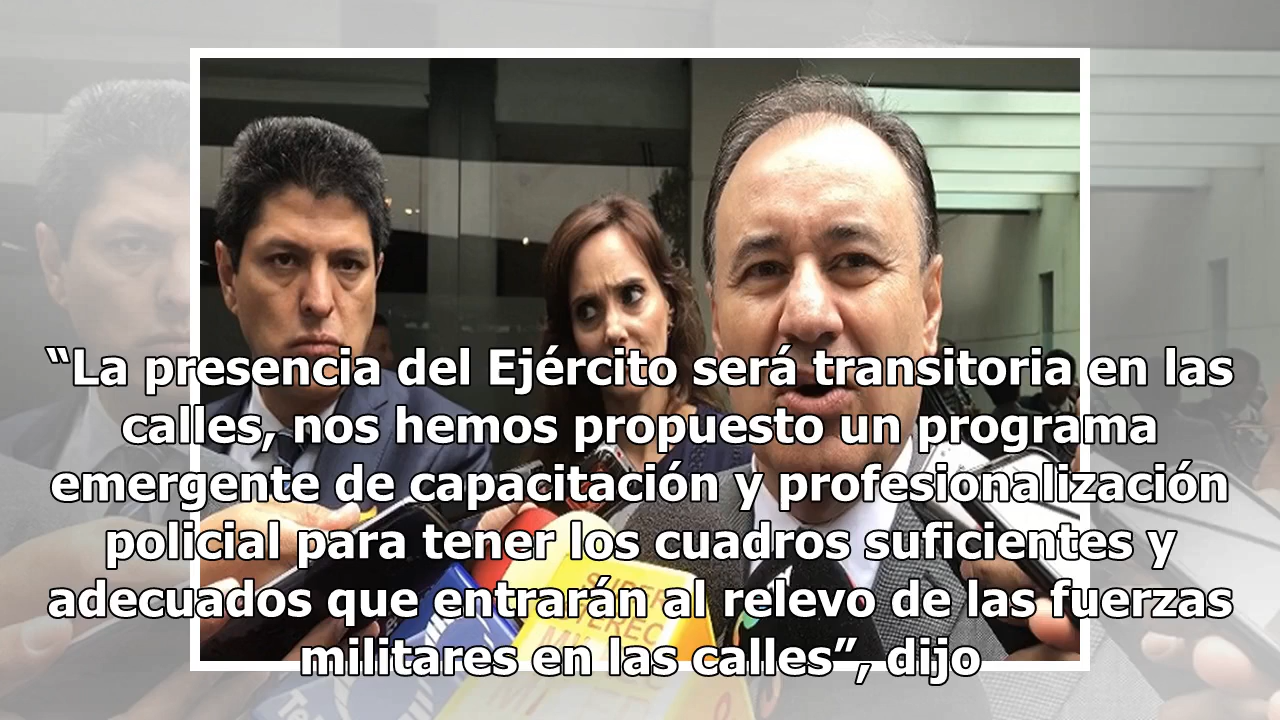 “La presencia del Ejército será transitoria en las
calles, nos hemos propuesto un programa
emergente de capacitación y profesionalización
policial para tener los cuadros suficientes y
adecuados que entrarán al relevo de las fuerzas
militares en las calles”, dijo
SUPER